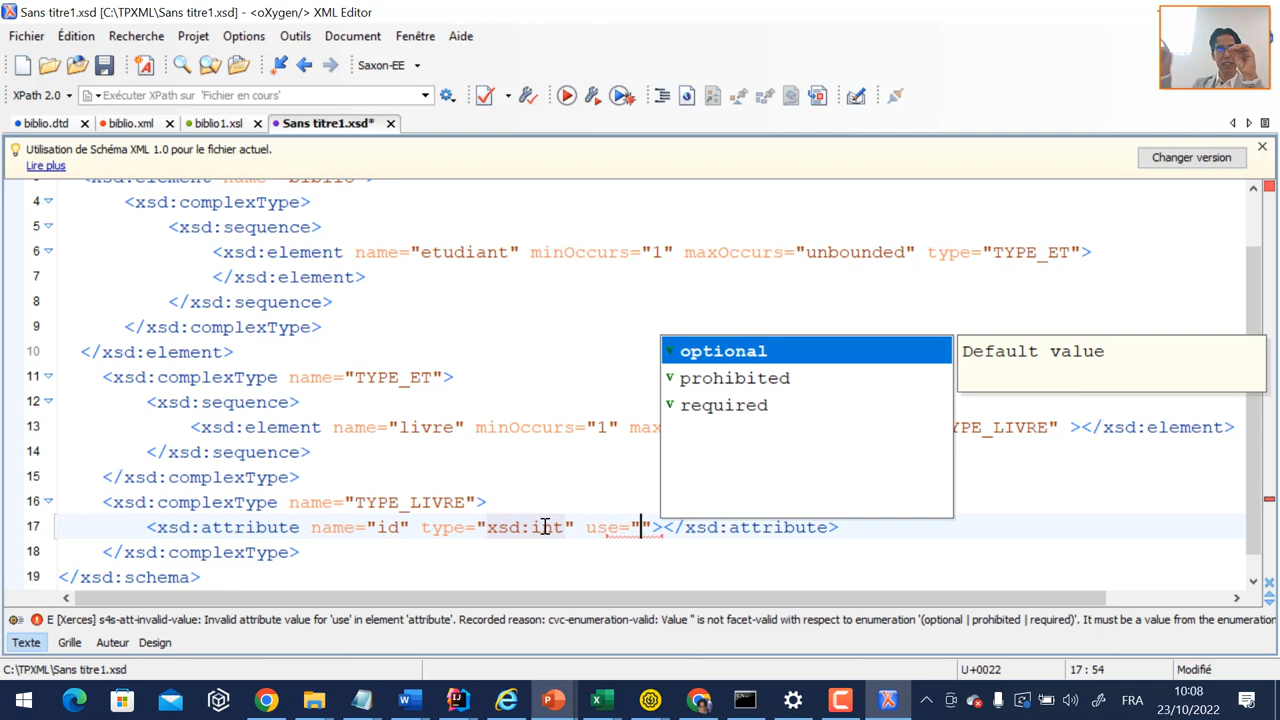 Sans titre1.xsd [C:\TPXML\Sans titre1.xsd] - <oXygen/> XML Editor
Fichier Édition Recherche Projet Options Outils Document Fenêtre Aide
Saxon-EE
XPath 2.0 Exécuter XPath sur 'Fichier en cours'
biblio.dtd biblio.xml biblio1.xsl Sans titre1.xsd*
Utilisation de Schéma XML 1.0 pour le fichier actuel.
Lire plus
Changer version
4 <xsd:complexType>
5 <xsd:sequence>
6 <xsd:element name="etudiant" minOccurs="1" maxOccurs="unbounded" type="TYPE_ET">
7 </xsd:element>
8 </xsd:sequence>
9 </xsd:complexType>
10 </xsd:element>
11 <xsd:complexType name="TYPE_ET">
12 <xsd:sequence>
13 <xsd:element name="livre" minOccurs="1" YPE_LIVRE" ></xsd:element>
14 </xsd:sequence>
15 </xsd:complexType>
16 <xsd:complexType name="TYPE_LIVRE">
17 <xsd:attribute name="id" type="xsd:int" use=""></xsd:attribute>
18 </xsd:complexType>
19 </xsd:schema>
optional
prohibited
required
Default value
E [Xerces] s4s-att-invalid-value: Invalid attribute value for 'use' in element 'attribute'. Recorded reason: cvc-enumeration-valid: Value '' is not facet-valid with respect to enumeration '[optional | prohibited | required]'. It must be a value from the enumeration
Texte Grille Auteur Design
C:\TPXML\Sans titre1.xsd U+0022 17 : 54 Modifié
FRA
10:08
23/10/2022